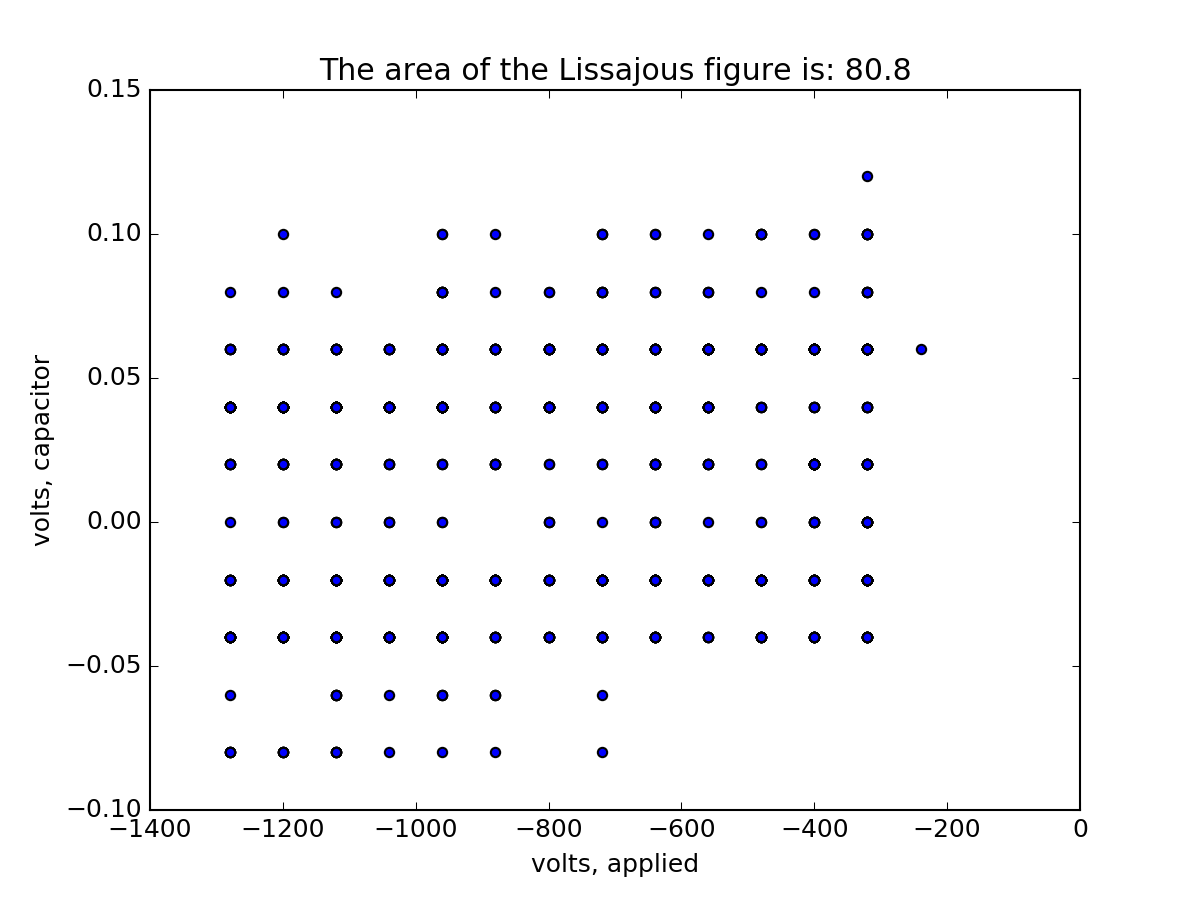 The area of the Lissajous figure is: 80.8
0.15
0.10
0.05
0.00
−0.05
−0.10
volts, capacitor
−1400 −1200 −1000 −800 −600 −400 −200 0
volts, applied